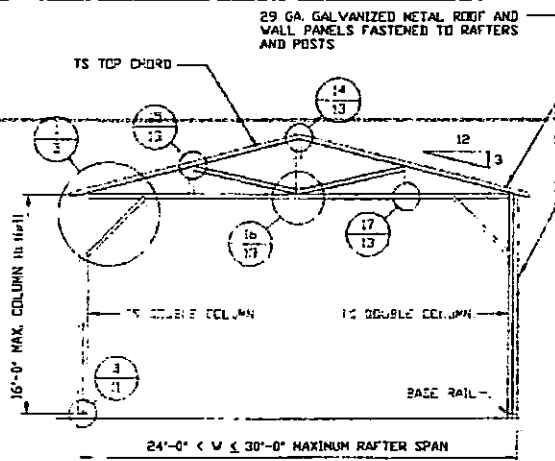 29 GA. GALVANIZED METAL ROOF AND
WALL PANELS FASTENED TO RAFTERS
AND POSTS
TS TOP CHORD
14
13
15
13
12
3
16
13
17
13
16'-0" MAX. COLUMN
TS DOUBLE COLUMN
TS DOUBLE COLUMN
BASE RAIL
24'-0" < W ≤ 30'-0" MAXIMUM RAFTER SPAN